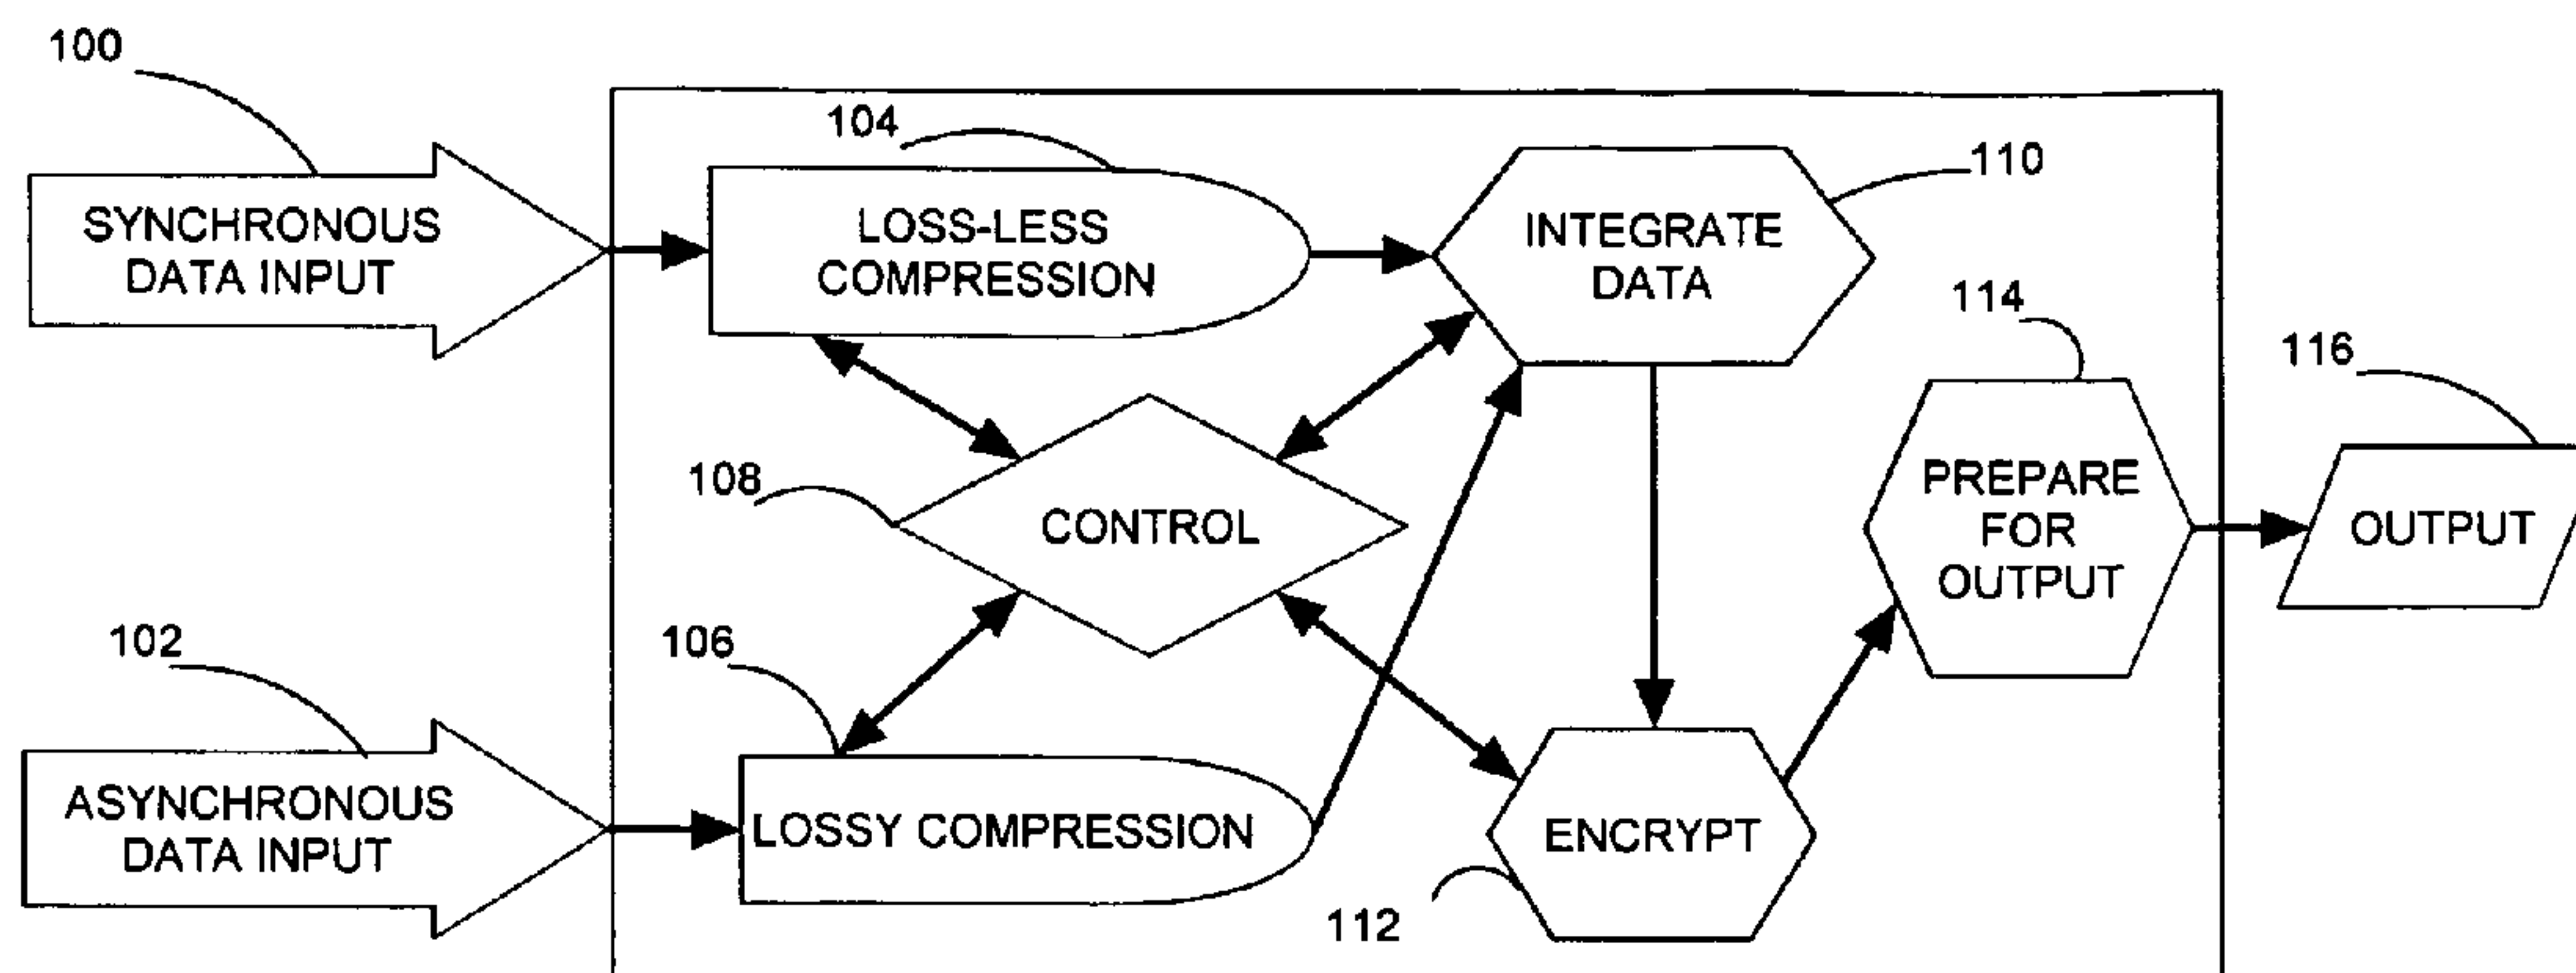 100
SYNCHRONOUS
DATA INPUT
104
LOSS-LESS
COMPRESSION
110
INTEGRATE
DATA
114
PREPARE
FOR
OUTPUT
116
OUTPUT
108
CONTROL
102
ASYNCHRONOUS
DATA INPUT
106
LOSSY COMPRESSION
112
ENCRYPT